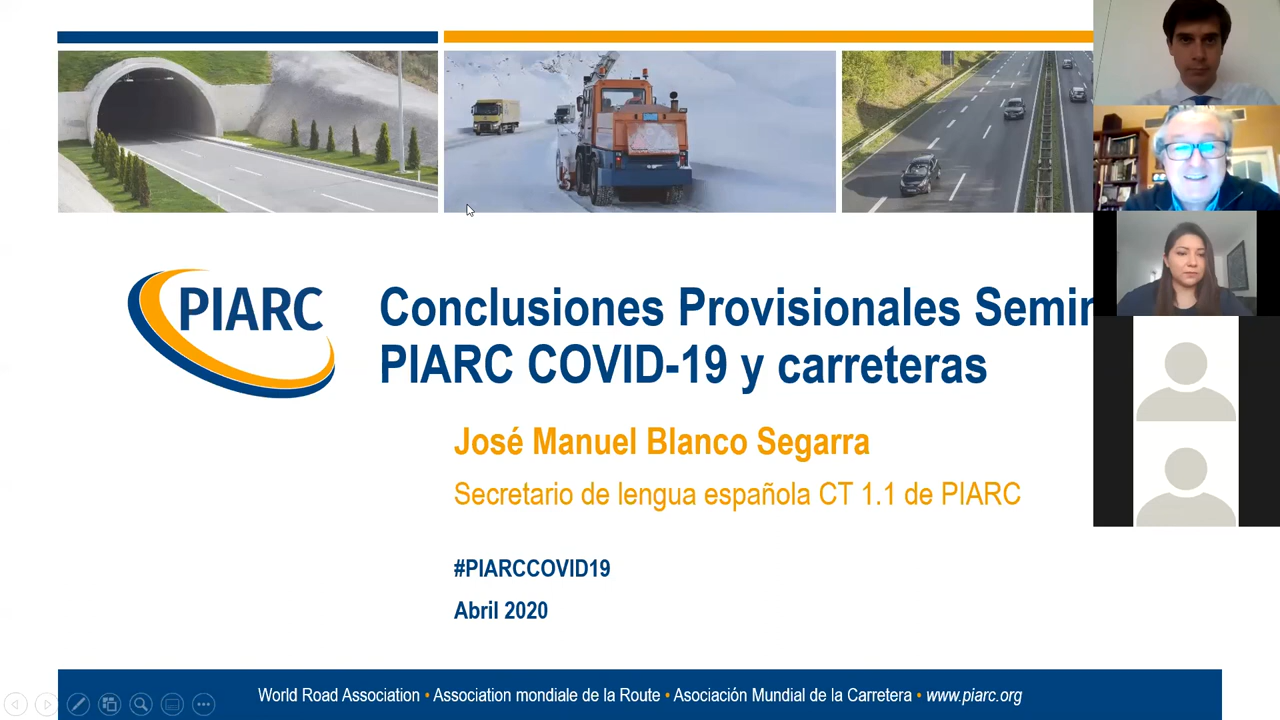 PIARC
Conclusiones Provisionales Semin
PIARC COVID-19 y carreteras
José Manuel Blanco Segarra
Secretario de lengua española CT 1.1 de PIARC
#PIARCCOVID19
Abril 2020
World Road Association • Association mondiale de la Route • Asociación Mundial de la Carretera • www.piarc.org